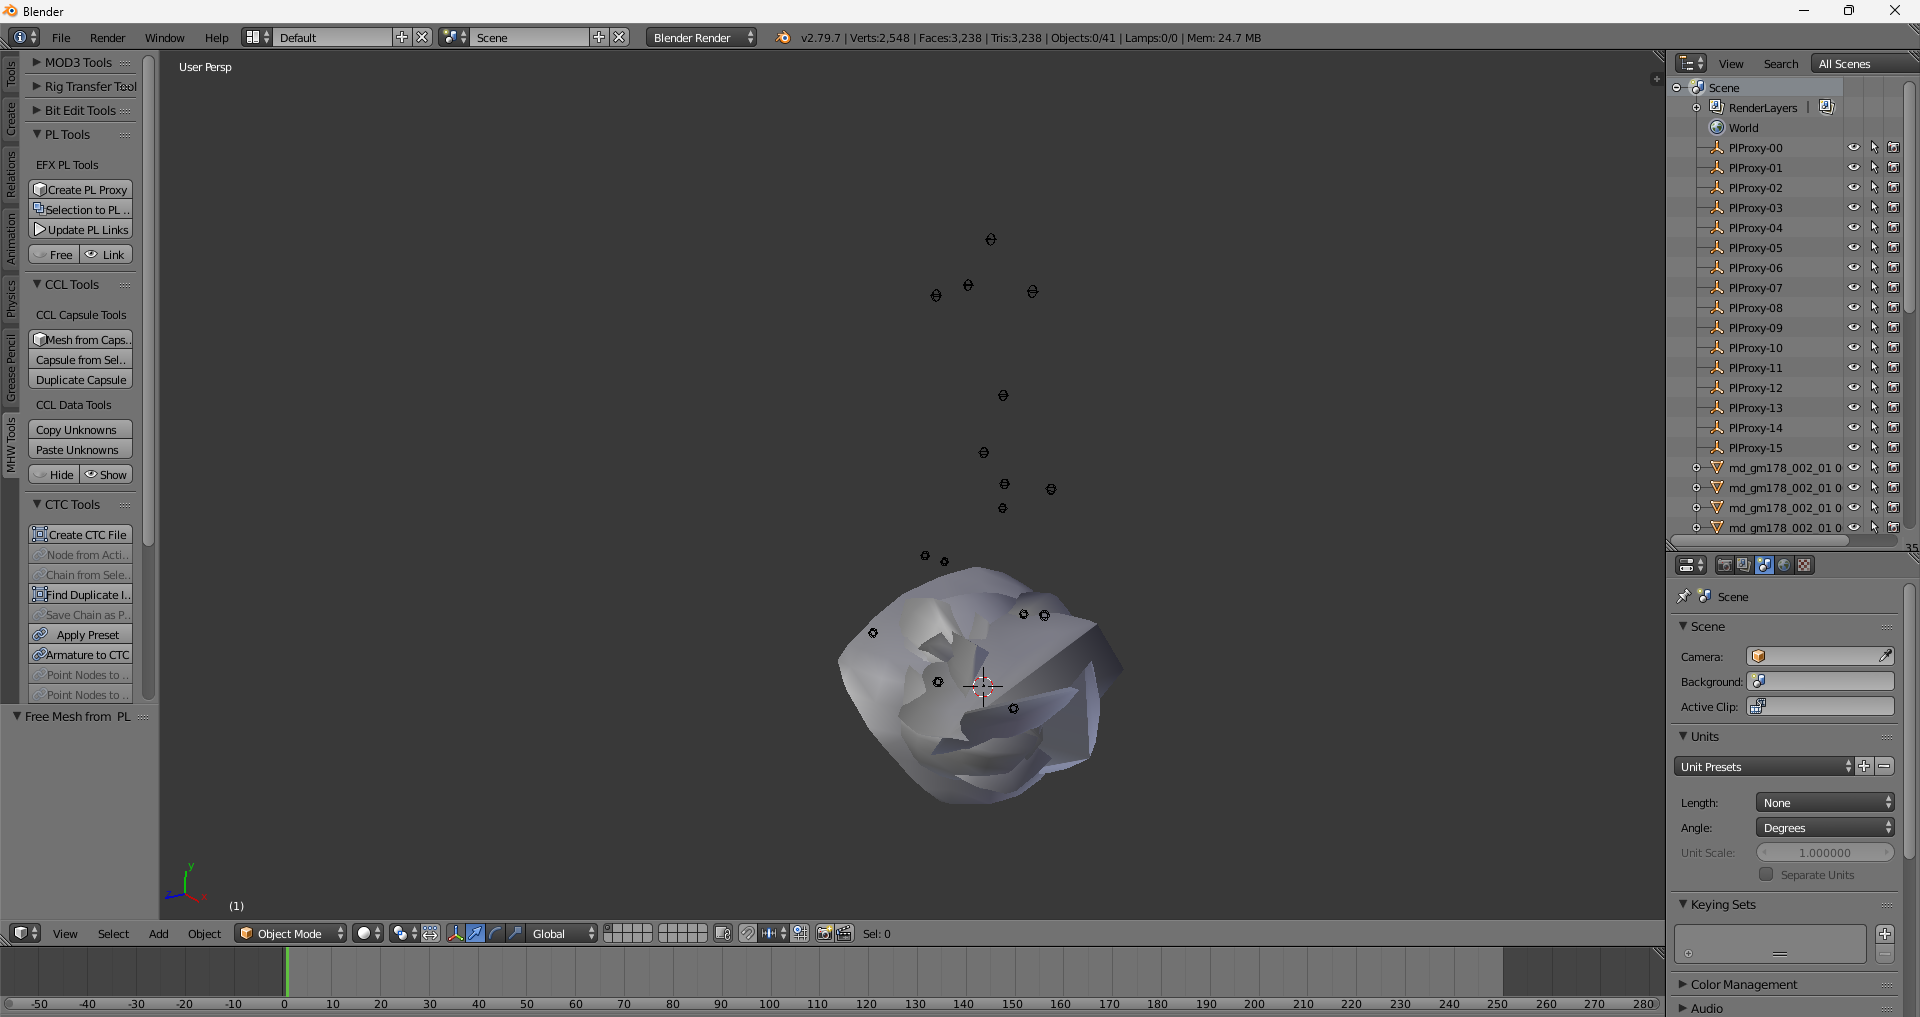 Blender
File Render Window Help Default Scene Blender Render v2.79.7 | Verts:2,548 | Faces:3,238 | Tris:3,238 | Objects:0/41 | Lamps:0/0 | Mem: 24.7 MB
Tools
Create
Relations
Animation
Physics
Grease Pencil
MHW Tools
MOD3 Tools
Rig Transfer Tool
Bit Edit Tools
PL Tools
EFX PL Tools
Create PL Proxy
Selection to PL ..
Update PL Links
Free Link
CCL Tools
CCL Capsule Tools
Mesh from Caps..
Capsule from Sel..
Duplicate Capsule
CCL Data Tools
Copy Unknowns
Paste Unknowns
Hide Show
CTC Tools
Create CTC File
Node from Acti..
Chain from Sele..
Find Duplicate I..
Save Chain as P..
Apply Preset
Armature to CTC
Point Nodes to ..
Point Nodes to ..
Free Mesh from PL
User Persp
y
x
z
(1)
View Select Add Object Object Mode Global Sel: 0
-50 -40 -30 -20 -10 0 10 20 30 40 50 60 70 80 90 100 110 120 130 140 150 160 170 180 190 200 210 220 230 240 250 260 270 280
View Search All Scenes
Scene
RenderLayers |
World
PlProxy-00
PlProxy-01
PlProxy-02
PlProxy-03
PlProxy-04
PlProxy-05
PlProxy-06
PlProxy-07
PlProxy-08
PlProxy-09
PlProxy-10
PlProxy-11
PlProxy-12
PlProxy-13
PlProxy-14
PlProxy-15
md_gm178_002_01 0
md_gm178_002_01 0
md_gm178_002_01 0
md_gm178_002_01 0
35
Scene
Scene
Camera:
Background:
Active Clip:
Units
Unit Presets
Length: None
Angle: Degrees
Unit Scale: 1.000000
Separate Units
Keying Sets
Color Management
Audio